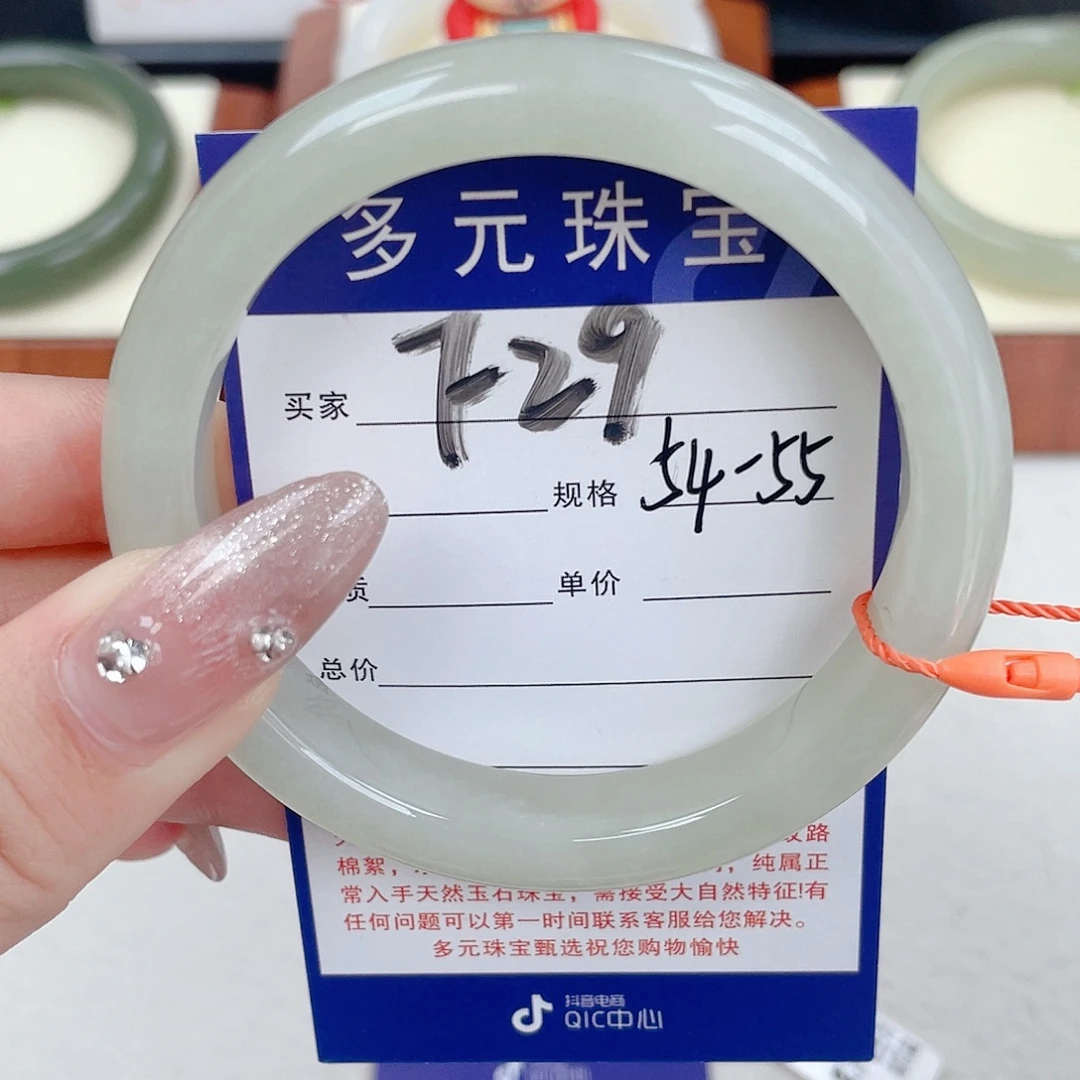 多元珠宝
买家 7-29
规格 54-55
单价
总价
路
棉絮，纯属正
常入手天然玉石珠宝，需接受大自然特征!有
任何问题可以第一时间联系客服给您解决。
多元珠宝甄选祝您购物愉快
抖音电商
QIC中心